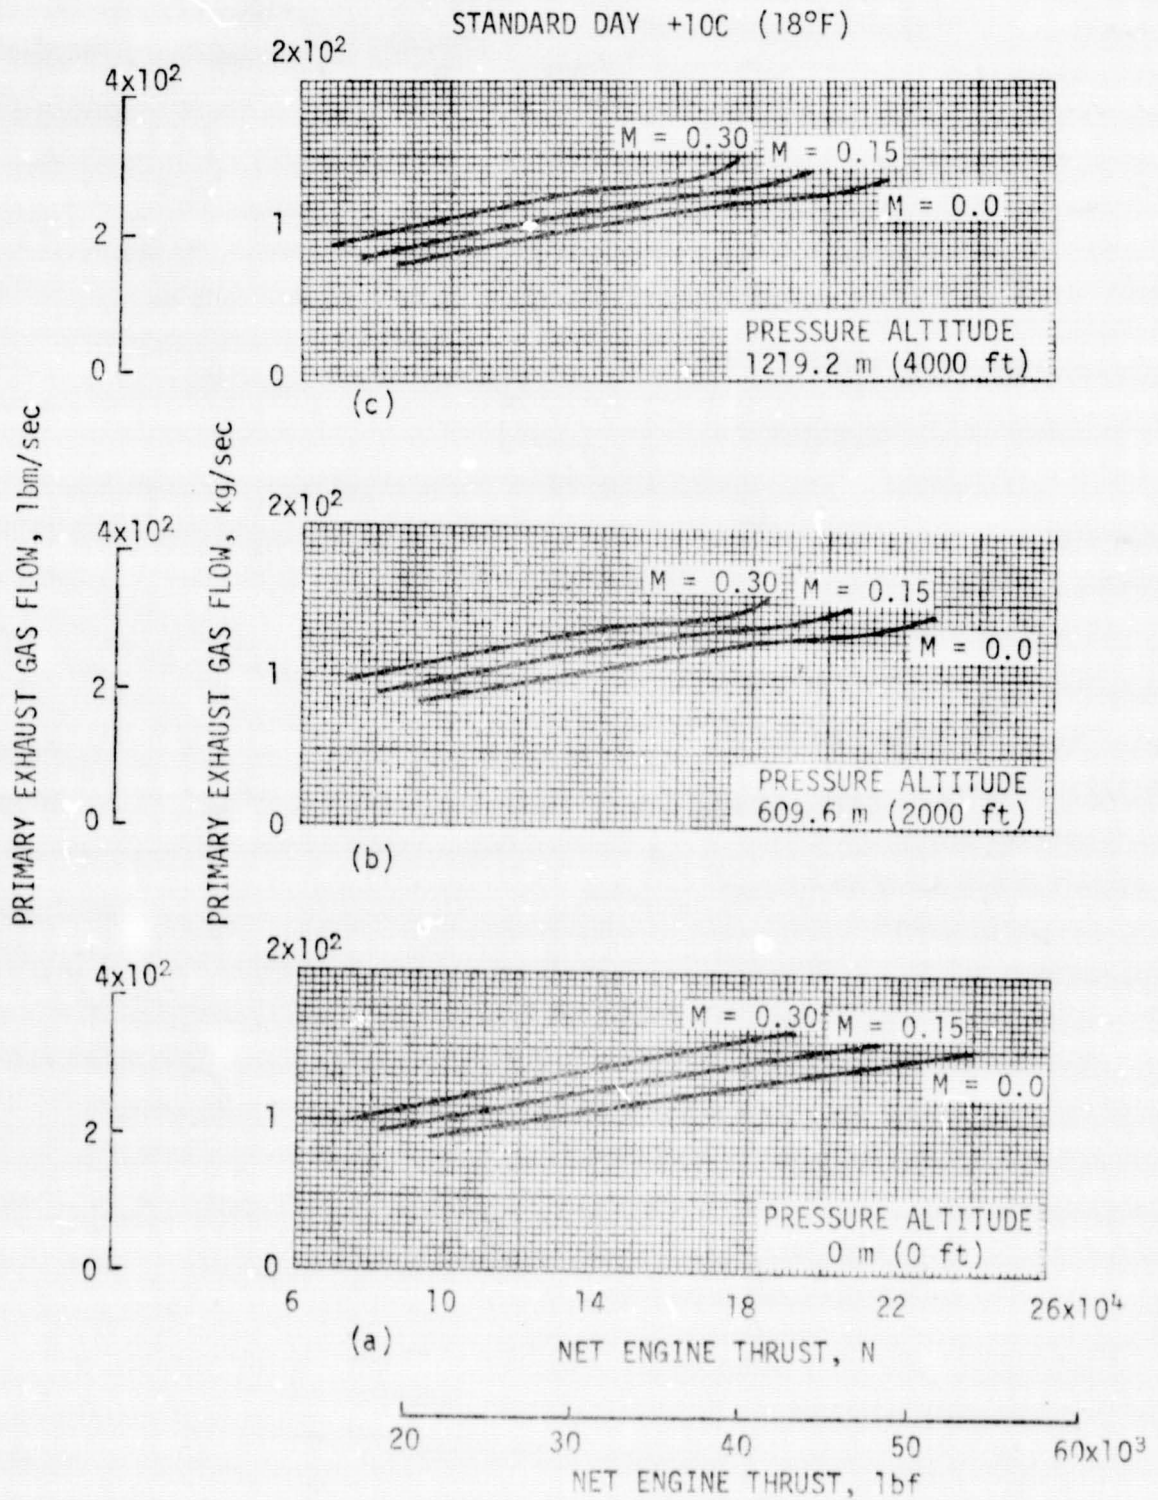 STANDARD DAY +10C (18°F)
2x10²
4x10²
M = 0.30
M = 0.15
M = 0.0
1
2
PRESSURE ALTITUDE
1219.2 m (4000 ft)
0
0
(c)
PRIMARY EXHAUST GAS FLOW, lbm/sec
PRIMARY EXHAUST GAS FLOW, kg/sec
2x10²
4x10²
M = 0.30
M = 0.15
M = 0.0
1
2
PRESSURE ALTITUDE
609.6 m (2000 ft)
0
0
(b)
2x10²
4x10²
M = 0.30
M = 0.15
M = 0.0
1
2
PRESSURE ALTITUDE
0 m (0 ft)
0
0
6 10 14 18 22 26x10⁴
(a)
NET ENGINE THRUST, N
20 30 40 50 60x10³
NET ENGINE THRUST, lbf